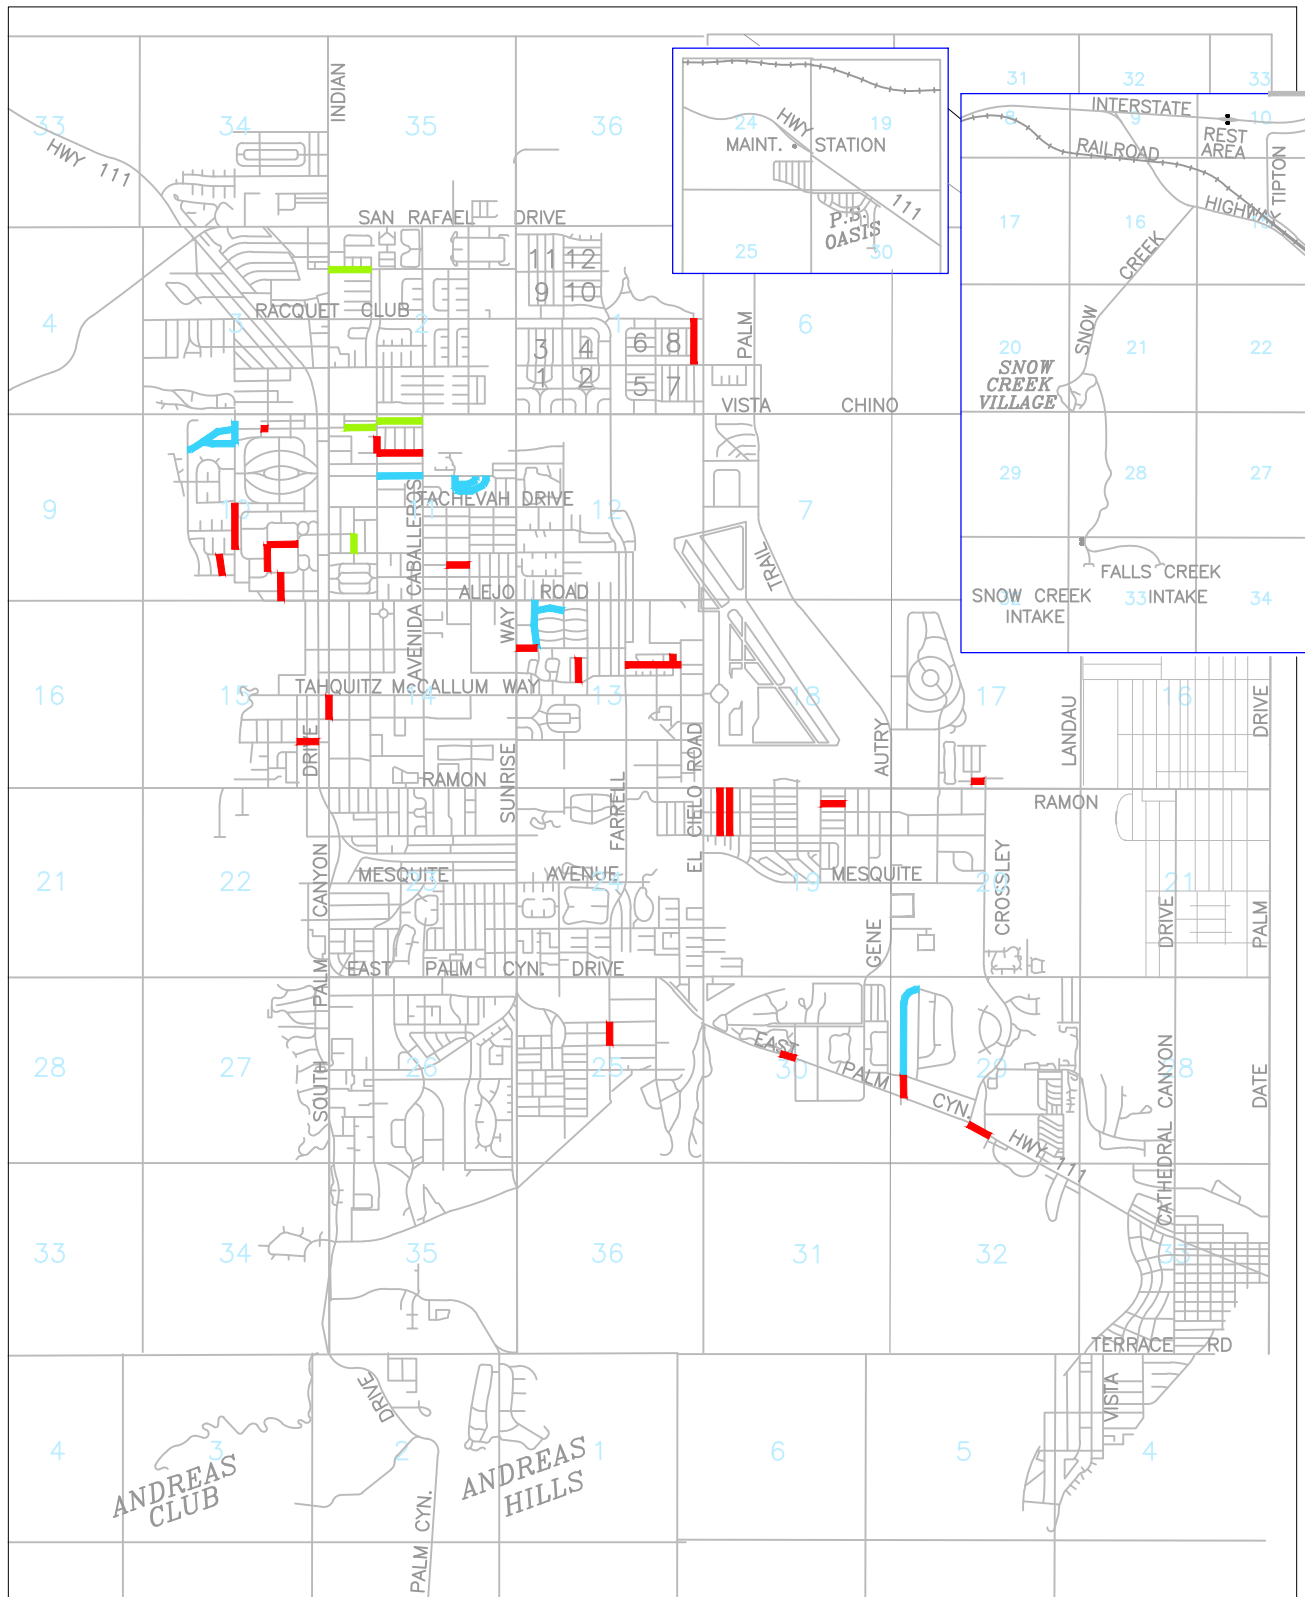 31
32
33
INTERSTATE
8
9
10
REST
AREA
RAILROAD
TIPTON
HIGHWAY
17
16
15
CREEK
SNOW
20
21
22
SNOW
CREEK
VILLAGE
29
28
27
FALLS CREEK
SNOW CREEK
INTAKE
32
33
INTAKE
34
24
HWY
19
MAINT.
STATION
111
P.S.
OASIS
25
30
33
34
INDIAN
35
36
HWY 111
SAN RAFAEL DRIVE
11
12
9
10
RACQUET CLUB
4
3
2
1
6
3
4
6
8
1
2
5
7
PALM
VISTA CHINO
9
10
11
12
7
TACHEVAH DRIVE
AVENIDA CABALLEROS
TRAIL
ALEJO ROAD
WAY
16
15
14
13
18
17
16
TAHQUITZ McCALLUM WAY
DRIVE
SUNRISE
FARRELL
EL CIELO ROAD
AUTRY
LANDAU
DRIVE
RAMON
RAMON
21
22
23
24
19
20
21
MESQUITE AVENUE
MESQUITE
CROSSLEY
GENE
DRIVE
PALM
SOUTH PALM CANYON
EAST PALM CYN. DRIVE
28
27
26
25
30
29
28
EAST PALM CYN.
HWY 111
CATHEDRAL CANYON
DATE
33
34
35
36
31
32
33
TERRACE RD
VISTA
DRIVE
4
3
2
1
6
5
4
ANDREAS
CLUB
ANDREAS
HILLS
PALM CYN.